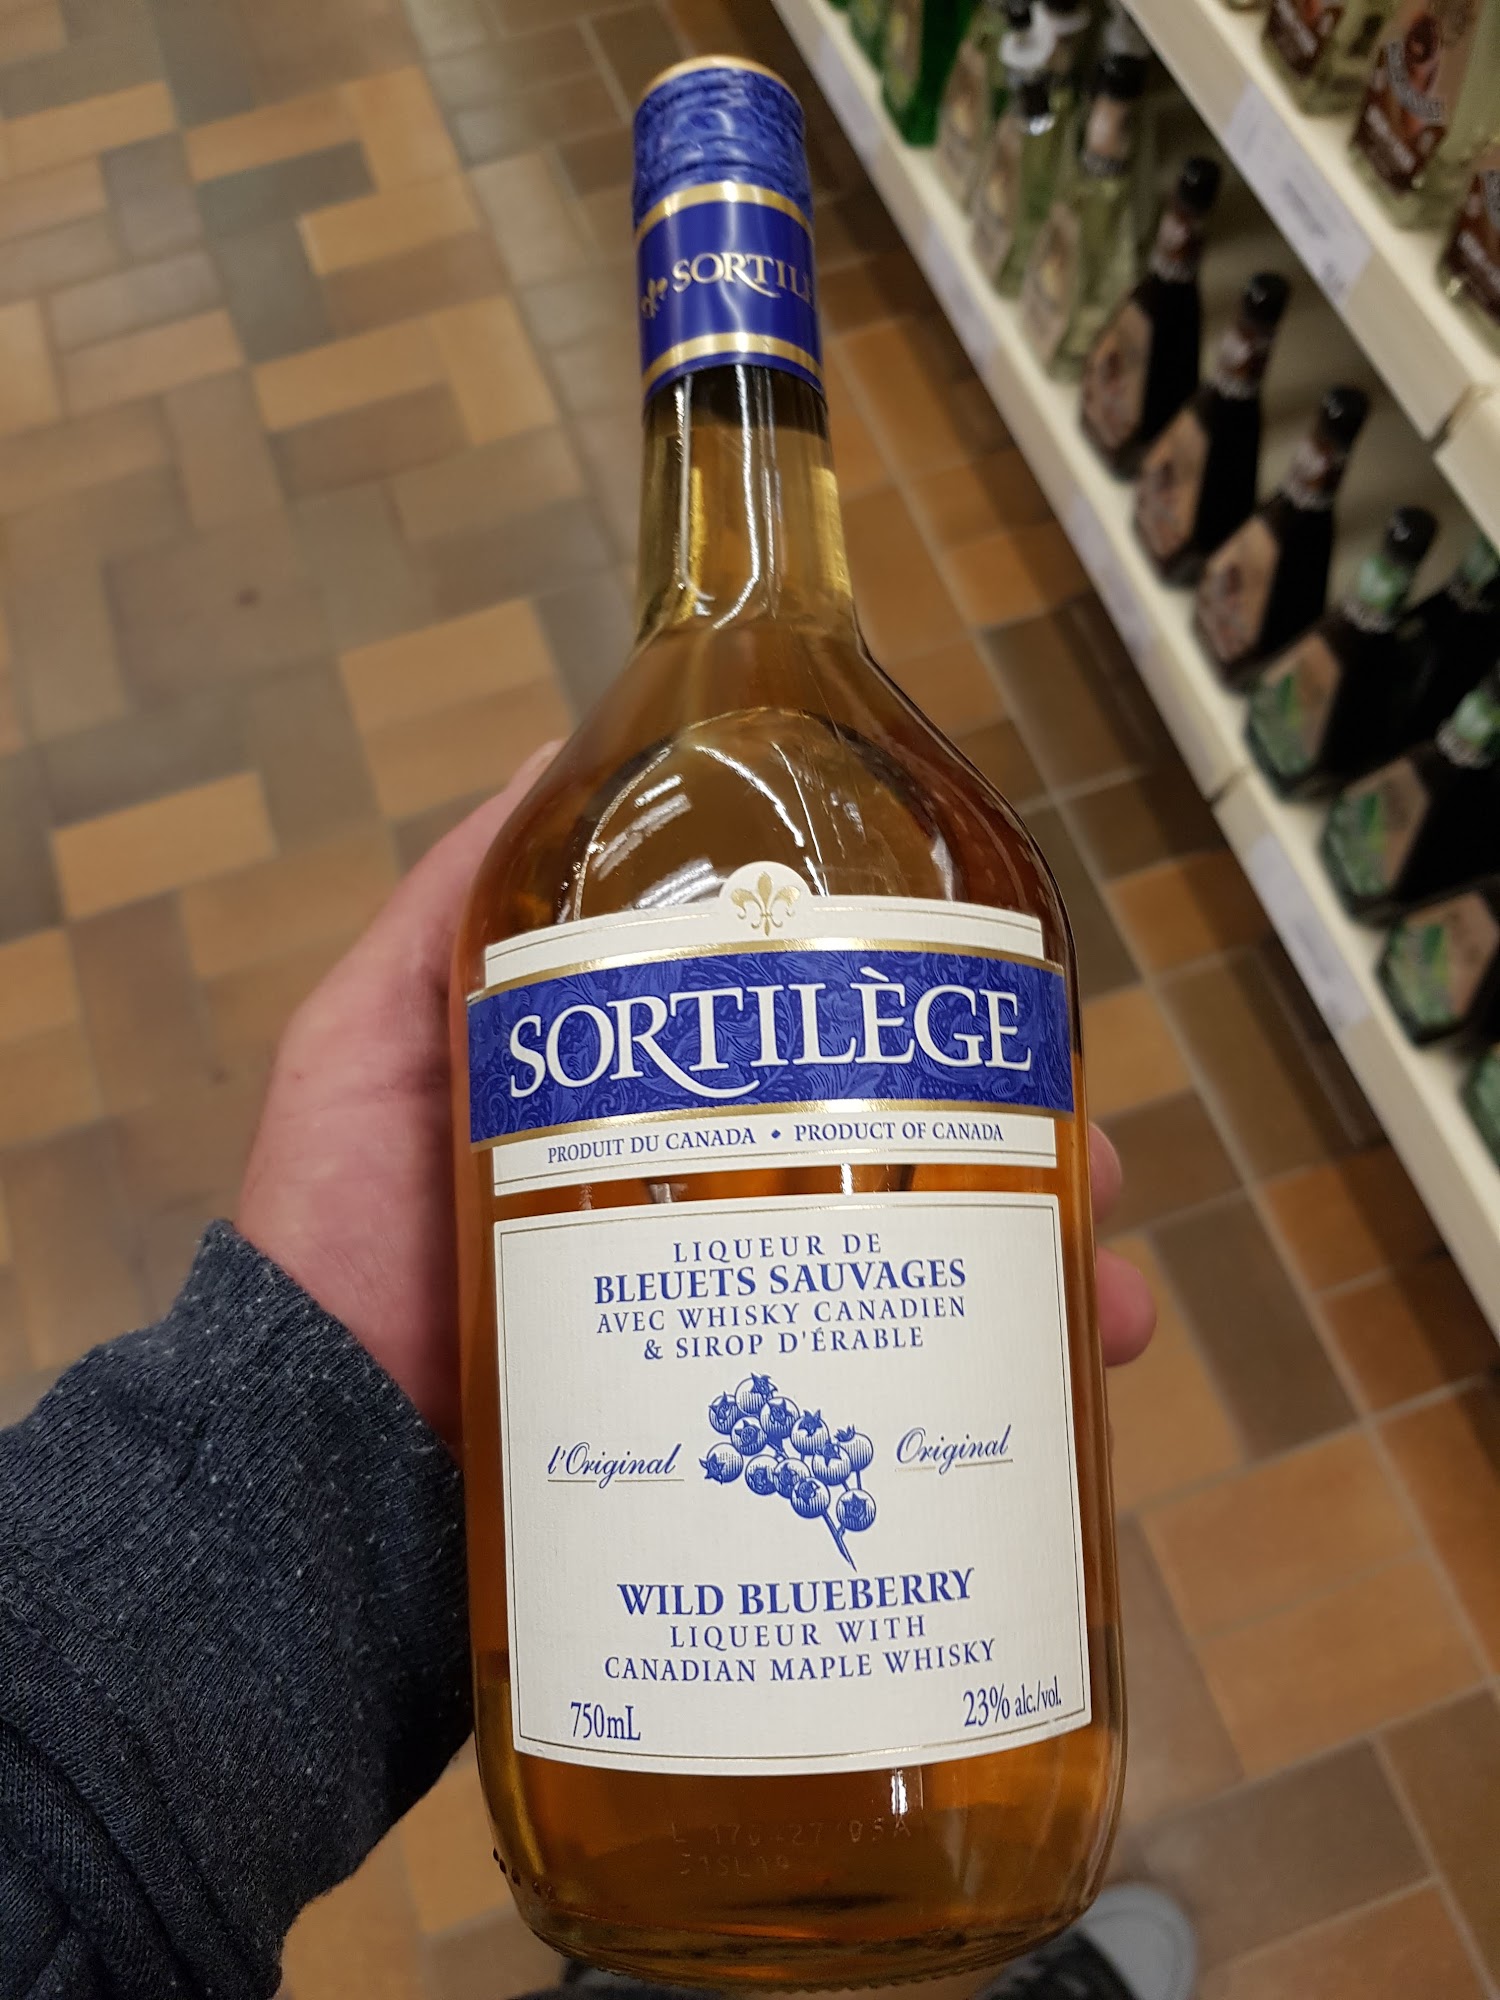 SORTIL
SORTILÈGE
PRODUIT DU CANADA • PRODUCT OF CANADA
LIQUEUR DE
BLEUETS SAUVAGES
AVEC WHISKY CANADIEN
& SIROP D'ÉRABLE
l'Original
Original
WILD BLUEBERRY
LIQUEUR WITH
CANADIAN MAPLE WHISKY
750mL
23% alc./vol.